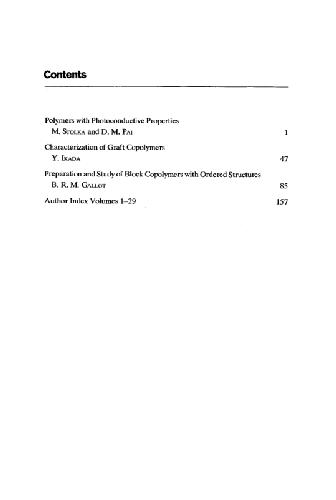 Contents
Polymers with Photoconductive Properties
M. Stolka and D. M. Pai 1
Characterization of Graft Copolymers
Y. Ikada 47
Preparation and Study of Block Copolymers with Ordered Structures
B. R. M. Gallot 85
Author Index Volumes 1–29 157